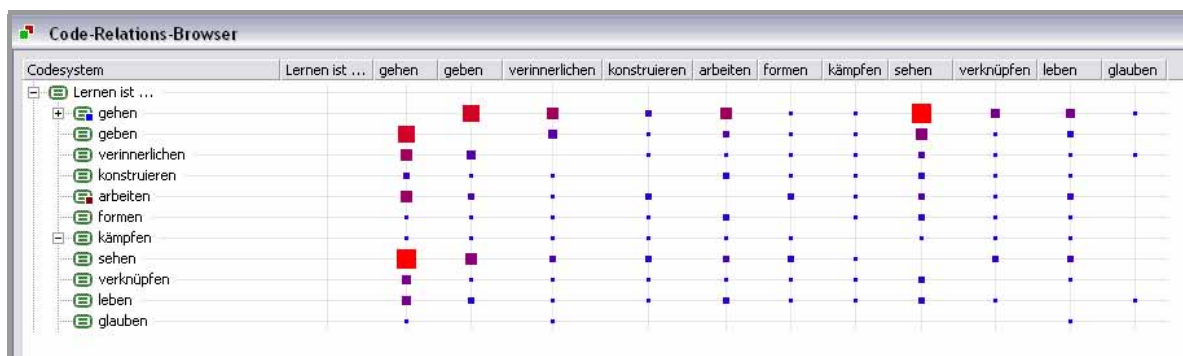 Code-Relations-Browser
Codesystem Lernen ist ... gehen geben verinnerlichen konstruieren arbeiten formen kämpfen sehen verknüpfen leben glauben
Lernen ist ...
gehen
geben
verinnerlichen
konstruieren
arbeiten
formen
kämpfen
sehen
verknüpfen
leben
glauben